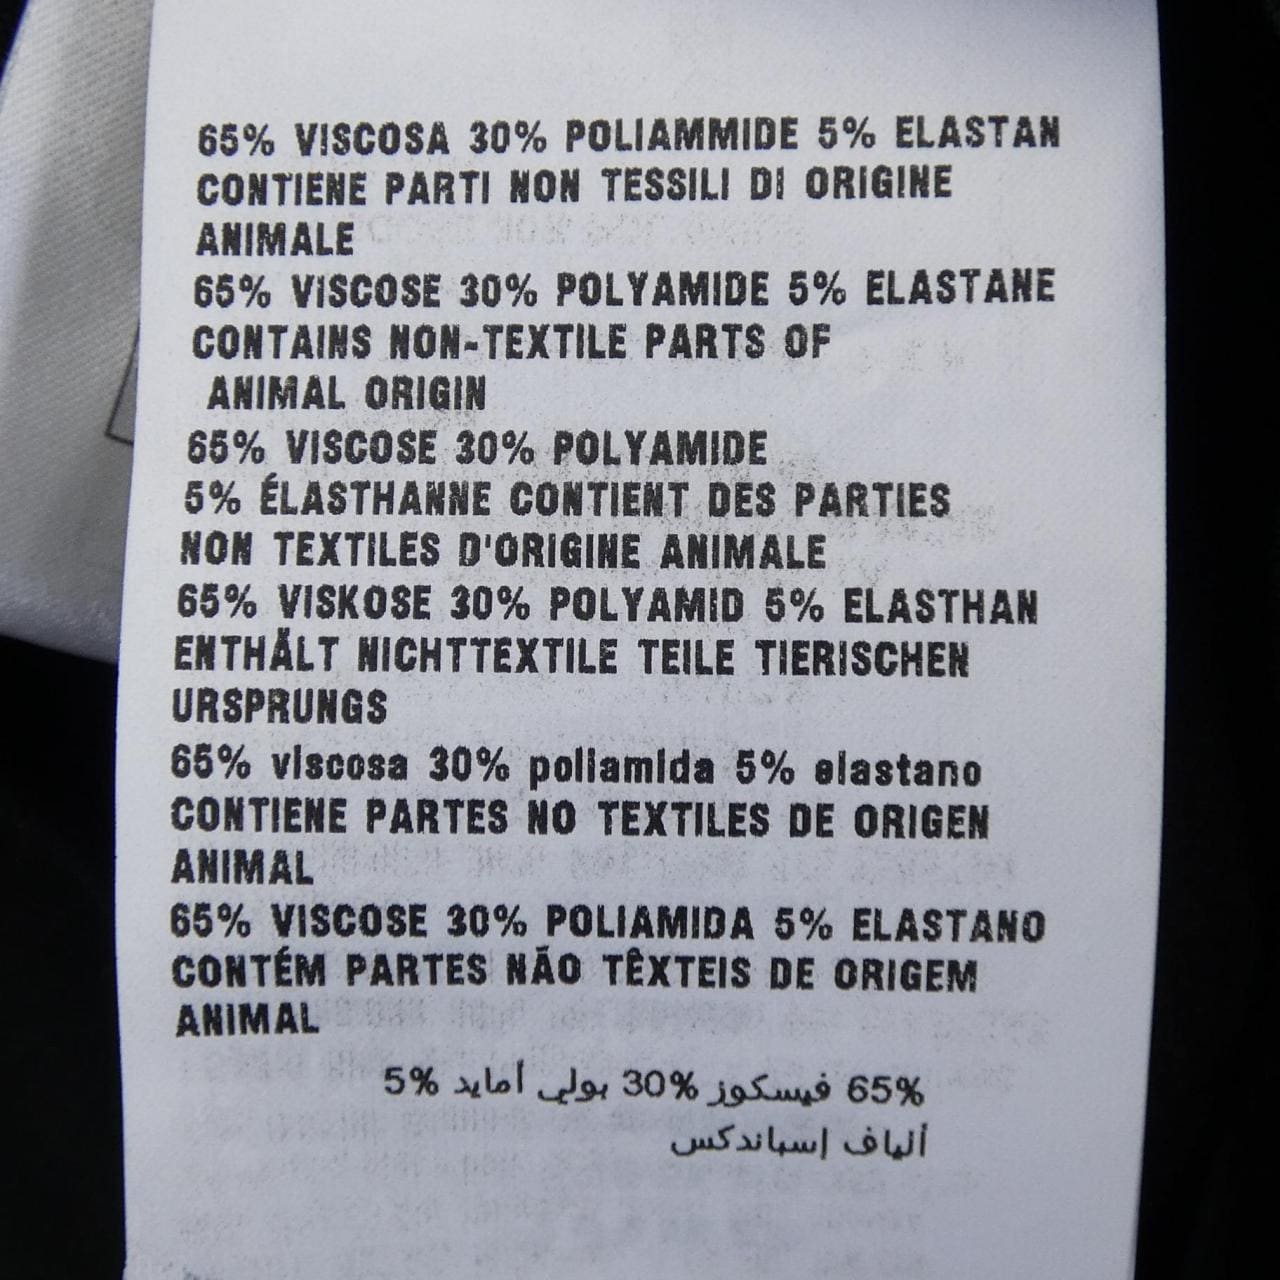 65% VISCOSA 30% POLIAMMIDE 5% ELASTAN
CONTIENE PARTI NON TESSILI DI ORIGINE
ANIMALE
65% VISCOSE 30% POLYAMIDE 5% ELASTANE
CONTAINS NON-TEXTILE PARTS OF
ANIMAL ORIGIN
65% VISCOSE 30% POLYAMIDE
5% ÉLASTHANNE CONTIENT DES PARTIES
NON TEXTILES D'ORIGINE ANIMALE
65% VISKOSE 30% POLYAMID 5% ELASTHAN
ENTHÄLT NICHTTEXTILE TEILE TIERISCHEN
URSPRUNGS
65% viscosa 30% poliamida 5% elastano
CONTIENE PARTES NO TEXTILES DE ORIGEN
ANIMAL
65% VISCOSE 30% POLIAMIDA 5% ELASTANO
CONTÉM PARTES NÃO TÊXTEIS DE ORIGEM
ANIMAL
65% فيسكوز 30% بولي أمايد 5%
ألياف إسباندكس